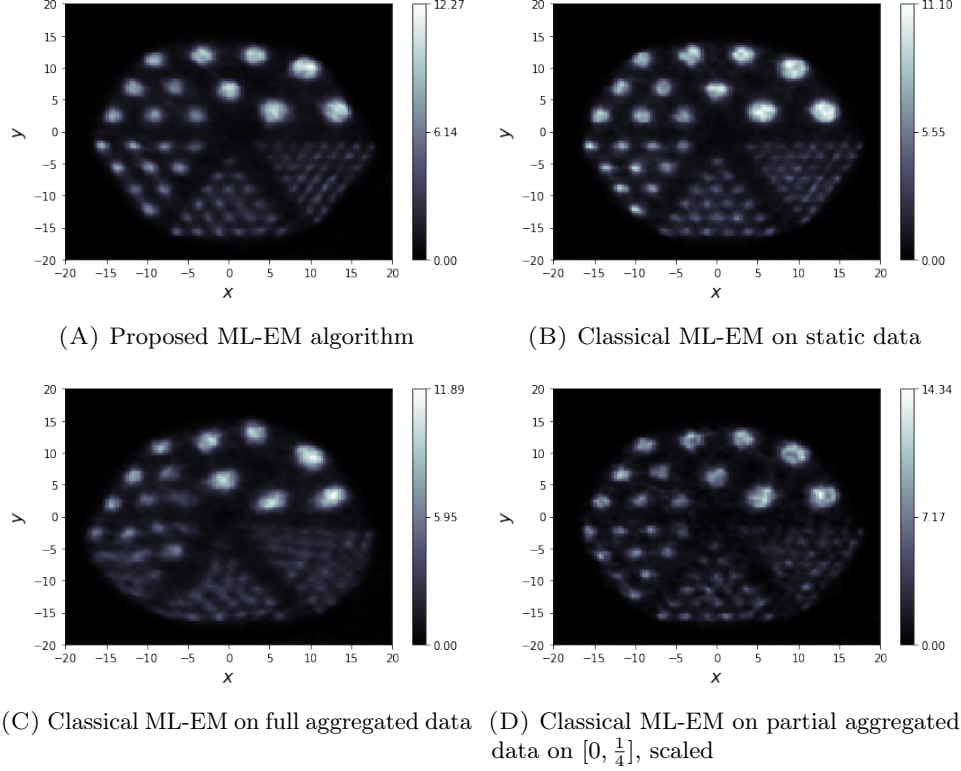 20
15
10
5
0
−5
−10
−15
−20
y
−20 −15 −10 −5 0 5 10 15 20
x
12.27
6.14
0.00
(A) Proposed ML-EM algorithm
20
15
10
5
0
−5
−10
−15
−20
y
−20 −15 −10 −5 0 5 10 15 20
x
11.10
5.55
0.00
(B) Classical ML-EM on static data
20
15
10
5
0
−5
−10
−15
−20
y
−20 −15 −10 −5 0 5 10 15 20
x
11.89
5.95
0.00
(C) Classical ML-EM on full aggregated data
20
15
10
5
0
−5
−10
−15
−20
y
−20 −15 −10 −5 0 5 10 15 20
x
14.34
7.17
0.00
(D) Classical ML-EM on partial aggregated
data on [0, 1/4], scaled